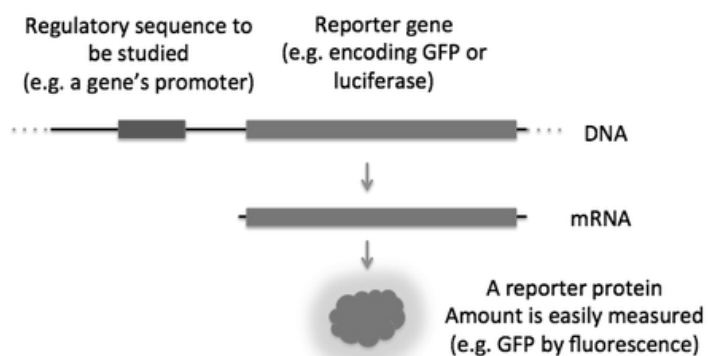 Regulatory sequence to
be studied
(e.g. a gene's promoter)
Reporter gene
(e.g. encoding GFP or
luciferase)
DNA
mRNA
A reporter protein
Amount is easily measured
(e.g. GFP by fluorescence)